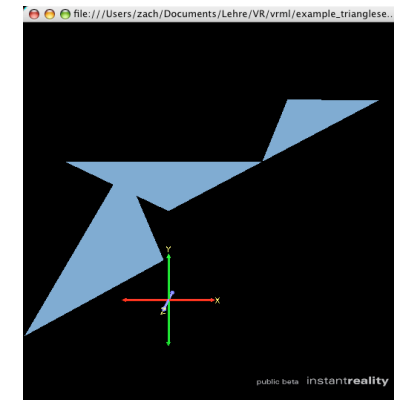 file:///Users/zach/Documents/Lehre/VR/vrml/example_trianglese...
Y
X
Z
public beta instantreality